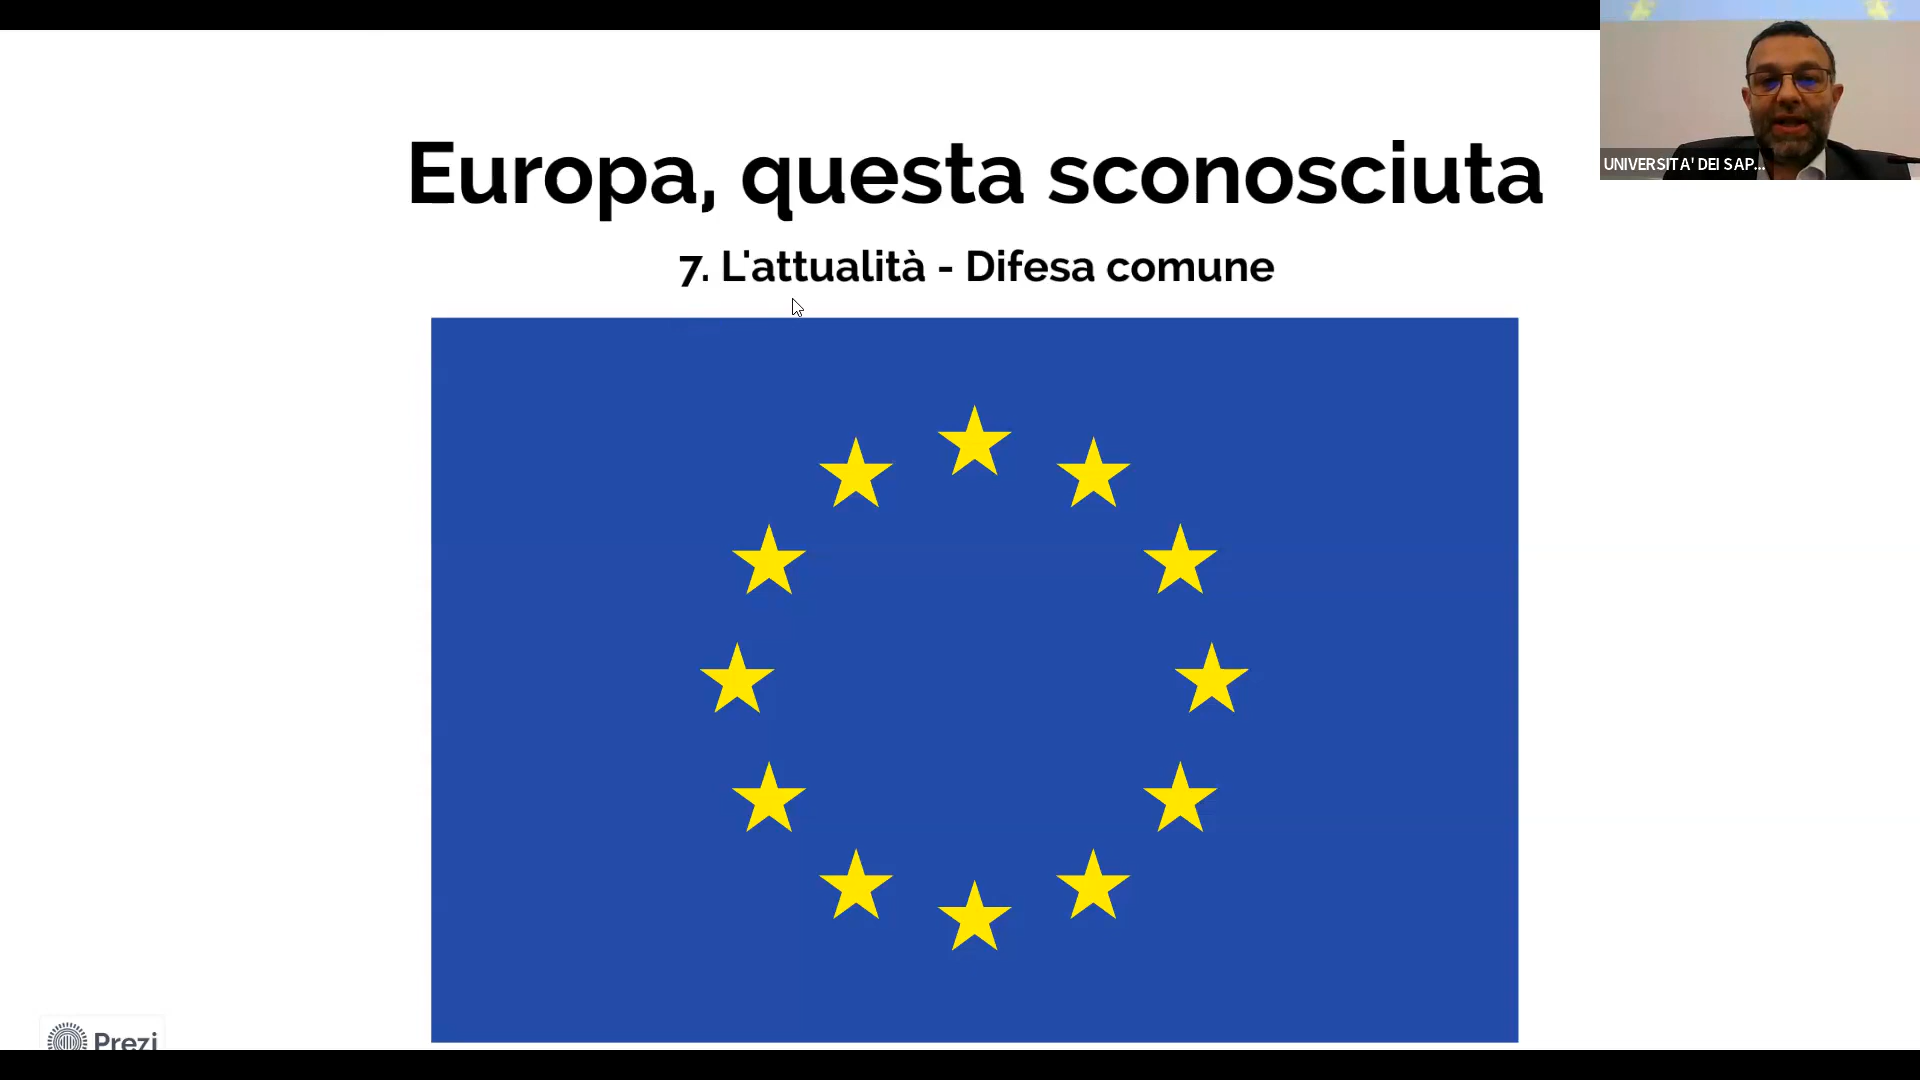 Europa, questa sconosciuta
UNIVERSITA' DEI SAP...
7. L'attualità - Difesa comune
Prezi